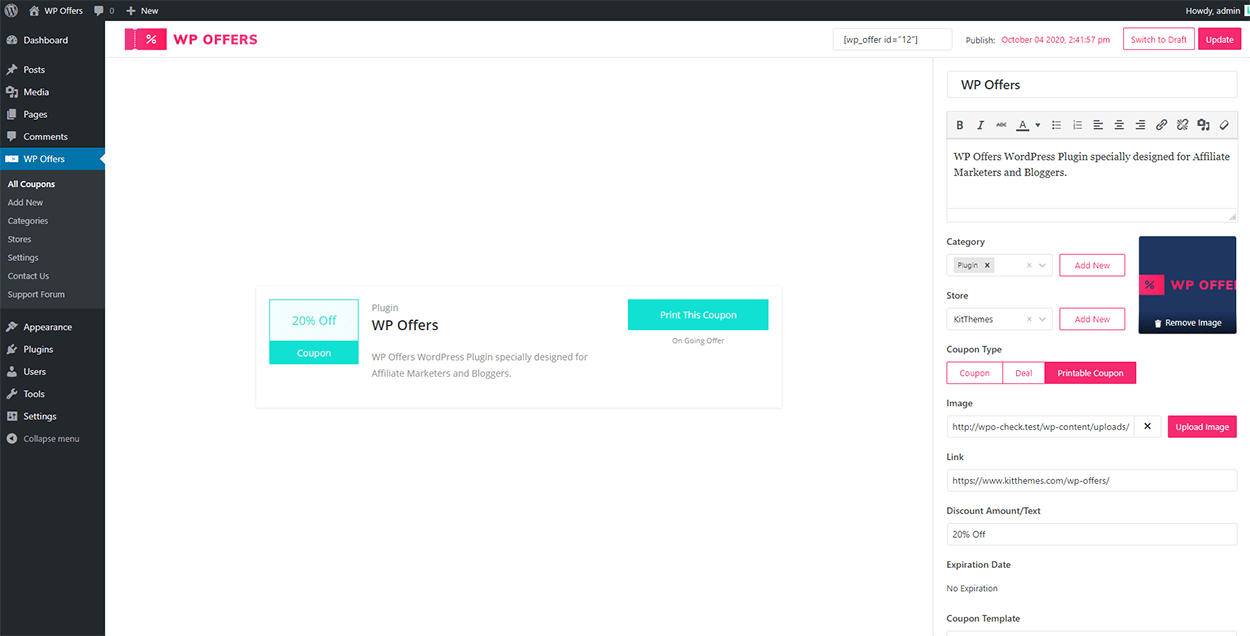 WP Offers 0 New
Howdy, admin
Dashboard
Posts
Media
Pages
Comments
WP Offers
All Coupons
Add New
Categories
Stores
Settings
Contact Us
Support Forum
Appearance
Plugins
Users
Tools
Settings
Collapse menu
% WP OFFERS
[wp_offer id="12"]
Publish: October 04 2020, 2:41:57 pm
Switch to Draft
Update
20% Off
Coupon
Plugin
WP Offers
WP Offers WordPress Plugin specially designed for
Affiliate Marketers and Bloggers.
Print This Coupon
On Going Offer
WP Offers
B I ABC A
WP Offers WordPress Plugin specially designed for Affiliate
Marketers and Bloggers.
Category
Plugin × × Add New
Store
KitThemes × Add New
% WP OFFER
Remove Image
Coupon Type
Coupon Deal Printable Coupon
Image
http://wpo-check.test/wp-content/uploads/ × Upload Image
Link
https://www.kitthemes.com/wp-offers/
Discount Amount/Text
20% Off
Expiration Date
No Expiration
Coupon Template